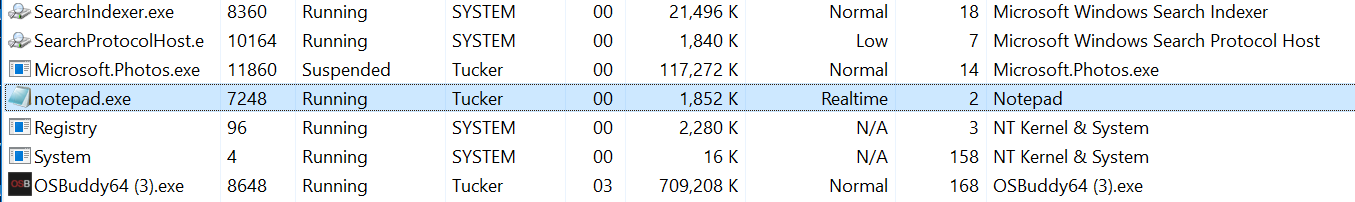 SearchIndexer.exe 8360 Running SYSTEM 00 21,496 K Normal 18 Microsoft Windows Search Indexer
SearchProtocolHost.e 10164 Running SYSTEM 00 1,840 K Low 7 Microsoft Windows Search Protocol Host
Microsoft.Photos.exe 11860 Suspended Tucker 00 117,272 K Normal 14 Microsoft.Photos.exe
notepad.exe 7248 Running Tucker 00 1,852 K Realtime 2 Notepad
Registry 96 Running SYSTEM 00 2,280 K N/A 3 NT Kernel & System
System 4 Running SYSTEM 00 16 K N/A 158 NT Kernel & System
OSB OSBuddy64 (3).exe 8648 Running Tucker 03 709,208 K Normal 168 OSBuddy64 (3).exe